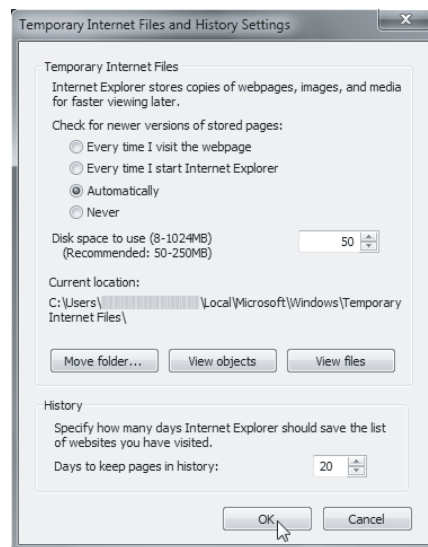 Temporary Internet Files and History Settings
Temporary Internet Files
Internet Explorer stores copies of webpages, images, and media
for faster viewing later.
Check for newer versions of stored pages:
Every time I visit the webpage
Every time I start Internet Explorer
Automatically
Never
Disk space to use (8-1024MB) 50
(Recommended: 50-250MB)
Current location:
C:\Users\ \Local\Microsoft\Windows\Temporary
Internet Files\
Move folder... View objects View files
History
Specify how many days Internet Explorer should save the list
of websites you have visited.
Days to keep pages in history: 20
OK Cancel